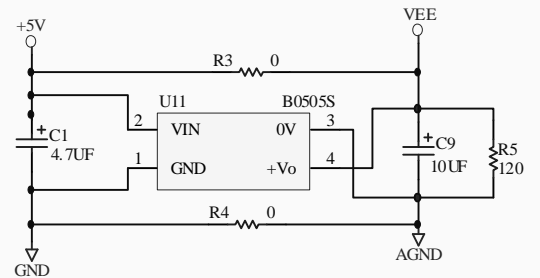 +5V
VEE
R3 0
U11 B0505S
2 VIN 0V 3
1 GND +Vo 4
+ C1
4.7UF
+ C9
10UF
R5
120
R4 0
GND
AGND